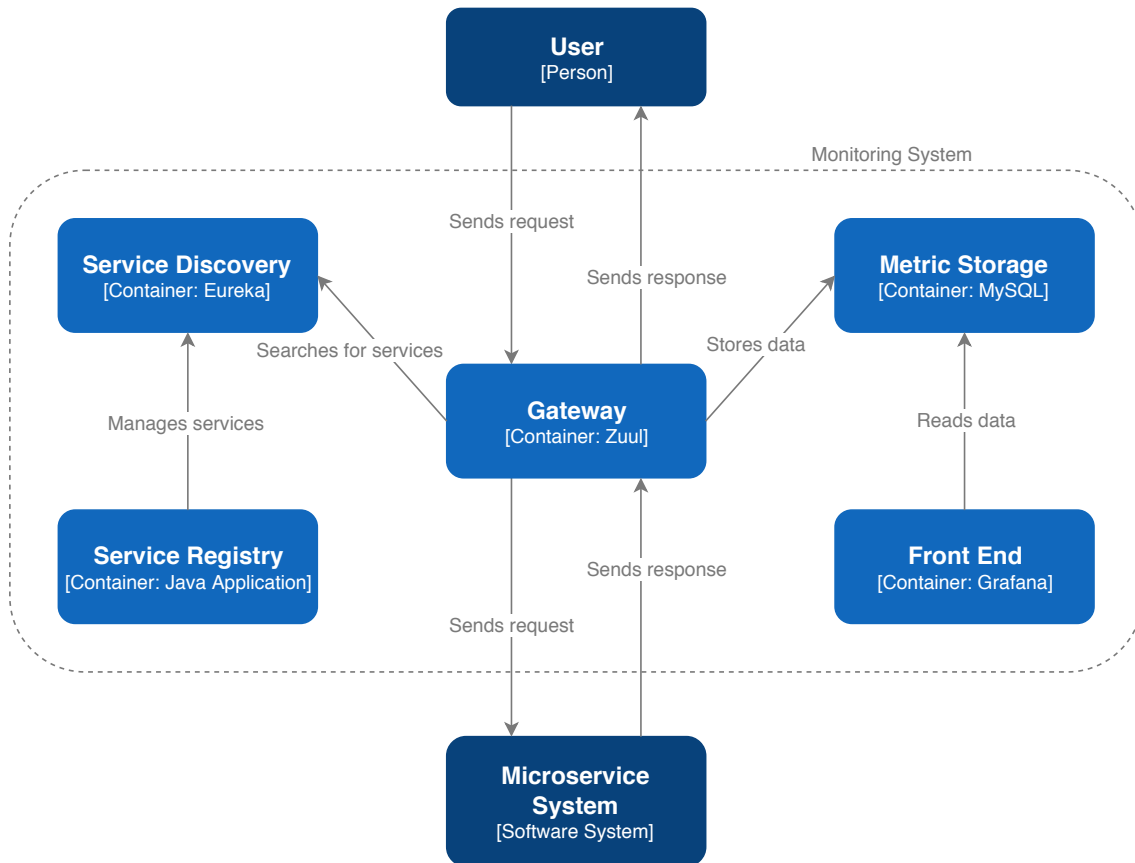 User
[Person]
Monitoring System
Sends request
Service Discovery
[Container: Eureka]
Metric Storage
[Container: MySQL]
Sends response
Searches for services
Stores data
Gateway
[Container: Zuul]
Manages services
Reads data
Service Registry
[Container: Java Application]
Front End
[Container: Grafana]
Sends response
Sends request
Microservice
System
[Software System]